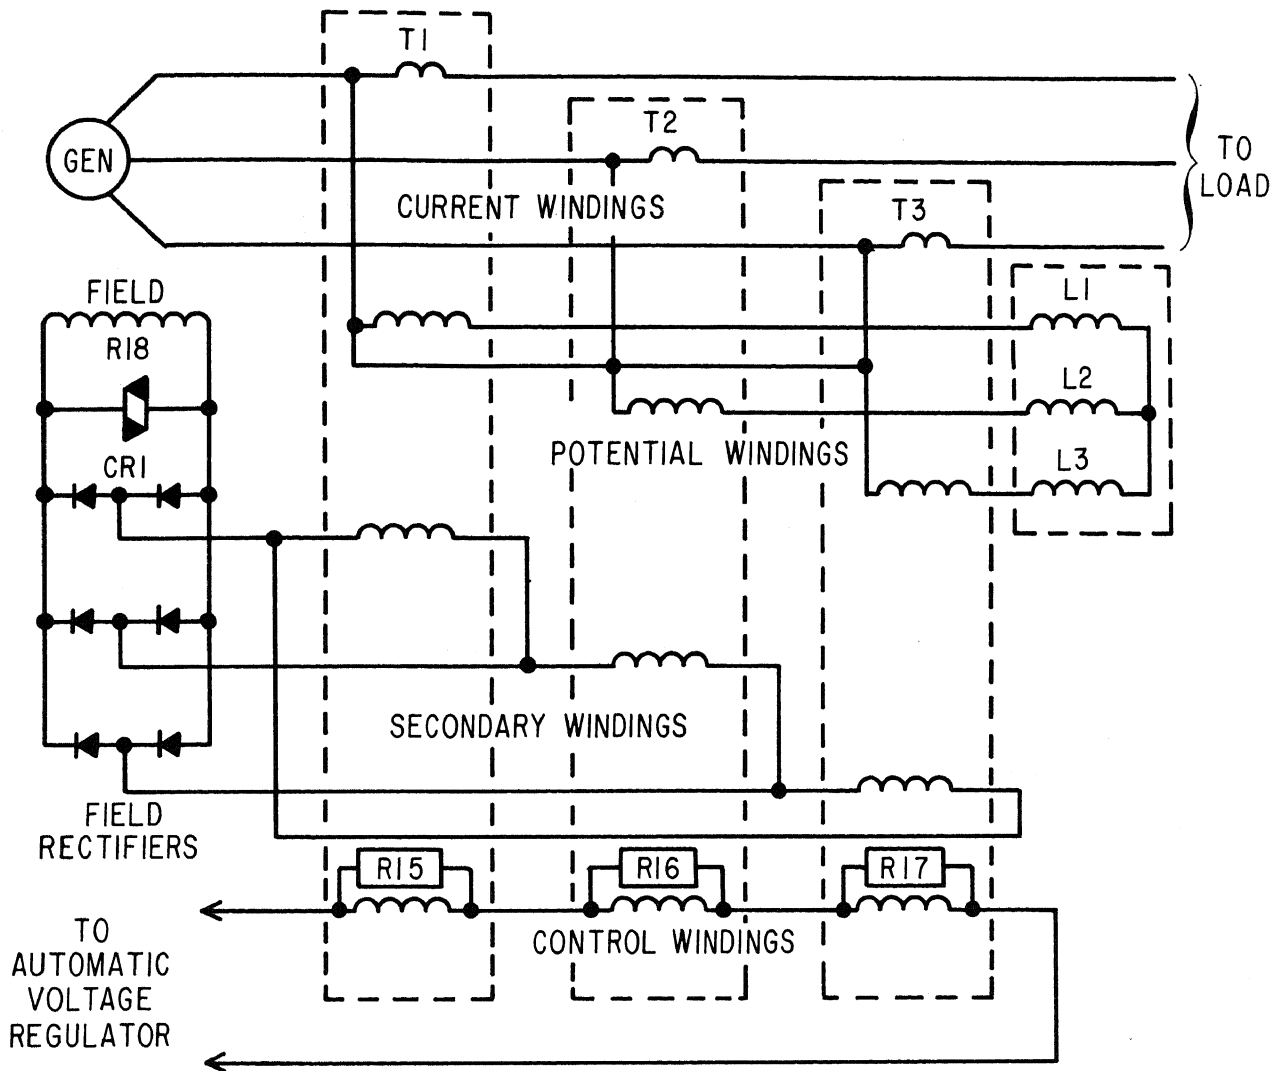 T1
T2
GEN
TO
LOAD
CURRENT WINDINGS
T3
FIELD
R18
L1
L2
CR1
POTENTIAL WINDINGS
L3
SECONDARY WINDINGS
FIELD
RECTIFIERS
R15
R16
R17
TO
AUTOMATIC
VOLTAGE
REGULATOR
CONTROL WINDINGS